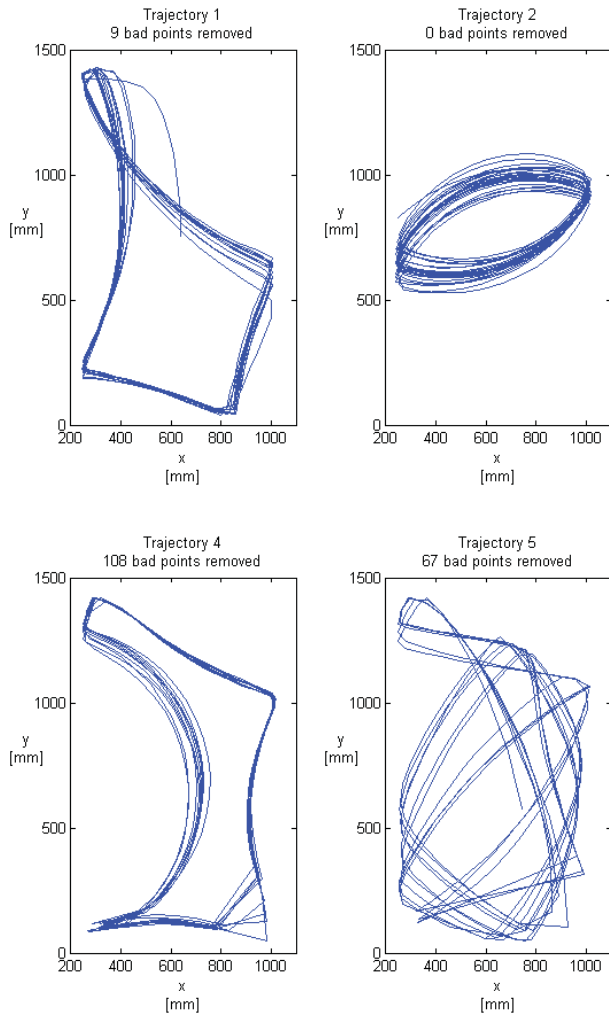 Trajectory 1
9 bad points removed
1500
1000
y
[mm]
500
0
200 400 600 800 1000
x
[mm]
Trajectory 2
0 bad points removed
1500
1000
y
[mm]
500
0
200 400 600 800 1000
x
[mm]
Trajectory 4
108 bad points removed
1500
1000
y
[mm]
500
0
200 400 600 800 1000
x
[mm]
Trajectory 5
67 bad points removed
1500
1000
y
[mm]
500
0
200 400 600 800 1000
x
[mm]